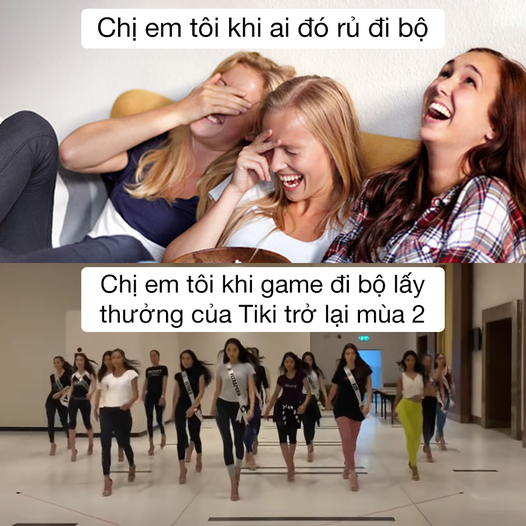 Chị em tôi khi ai đó rủ đi bộ
Chị em tôi khi game đi bộ lấy
thưởng của Tiki trở lại mùa 2